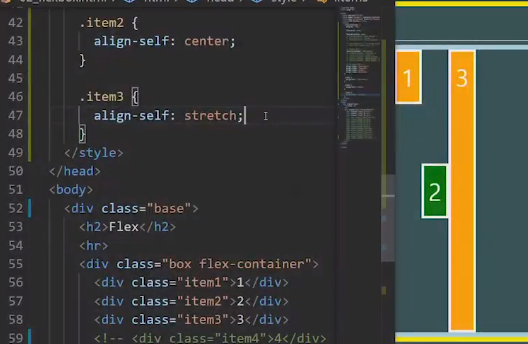 42 .item2 {
43 align-self: center;
44 }
45
46 .item3 {
47 align-self: stretch;
48 }
49 </style>
50 </head>
51 <body>
52 <div class="base">
53 <h2>Flex</h2>
54 <hr>
55 <div class="box flex-container">
56 <div class="item1">1</div>
57 <div class="item2">2</div>
58 <div class="item3">3</div>
59 <!-- <div class="item4">4</div>
1
3
2